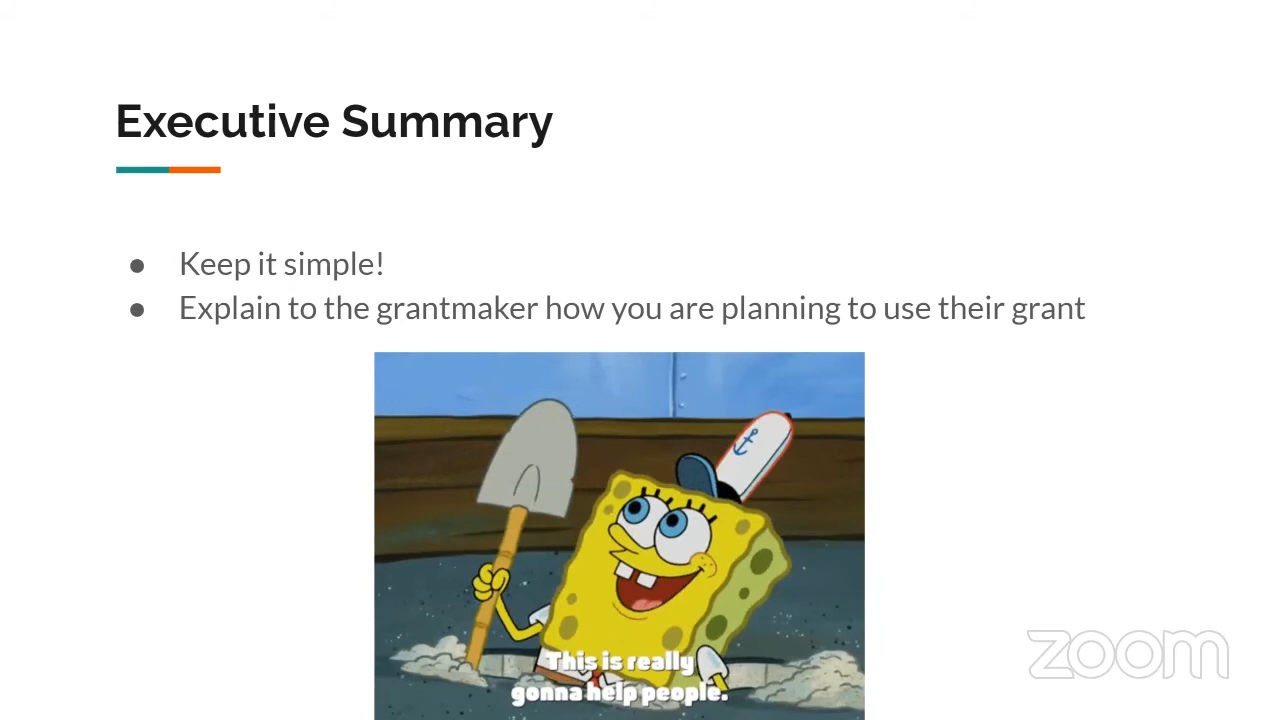 Executive Summary
● Keep it simple!
● Explain to the grantmaker how you are planning to use their grant
This is really
gonna help people.
zoom